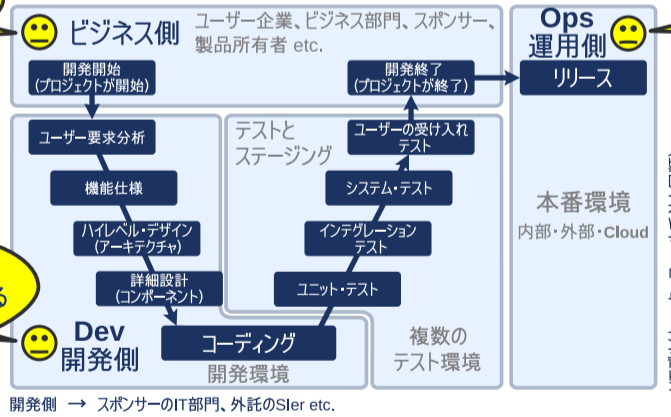 ビジネス側
ユーザー企業、ビジネス部門、スポンサー、
製品所有者 etc.
Ops
運用側
開発開始
(プロジェクトが開始)
開発終了
(プロジェクトが終了)
リリース
ユーザー要求分析
機能仕様
ハイレベル・デザイン
(アーキテクチャ)
詳細設計
(コンポーネント)
コーディング
テストと
ステージング
ユーザーの受け入れ
テスト
システム・テスト
インテグレーション
テスト
ユニット・テスト
本番環境
内部・外部・Cloud
る
Dev
開発側
開発環境
複数の
テスト環境
開発側 → スポンサーのIT部門、外託のSIer etc.